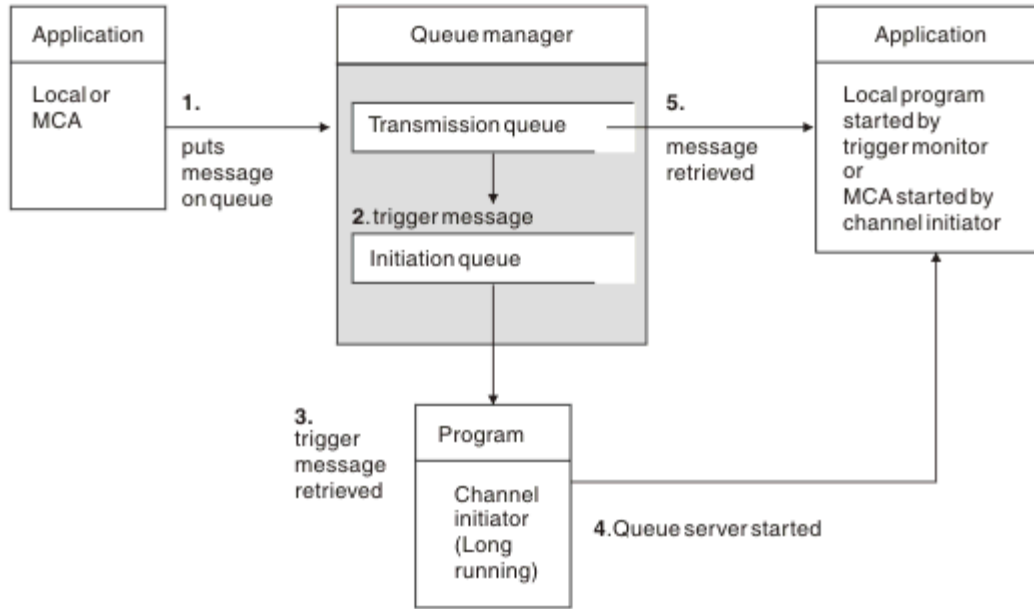 Application
Local or
MCA
1.
puts
message
on queue
Queue manager
Transmission queue
2. trigger message
Initiation queue
5.
message
retrieved
Application
Local program
started by
trigger monitor
or
MCA started by
channel initiator
3.
trigger
message
retrieved
Program
Channel
initiator
(Long
running)
4.Queue server started